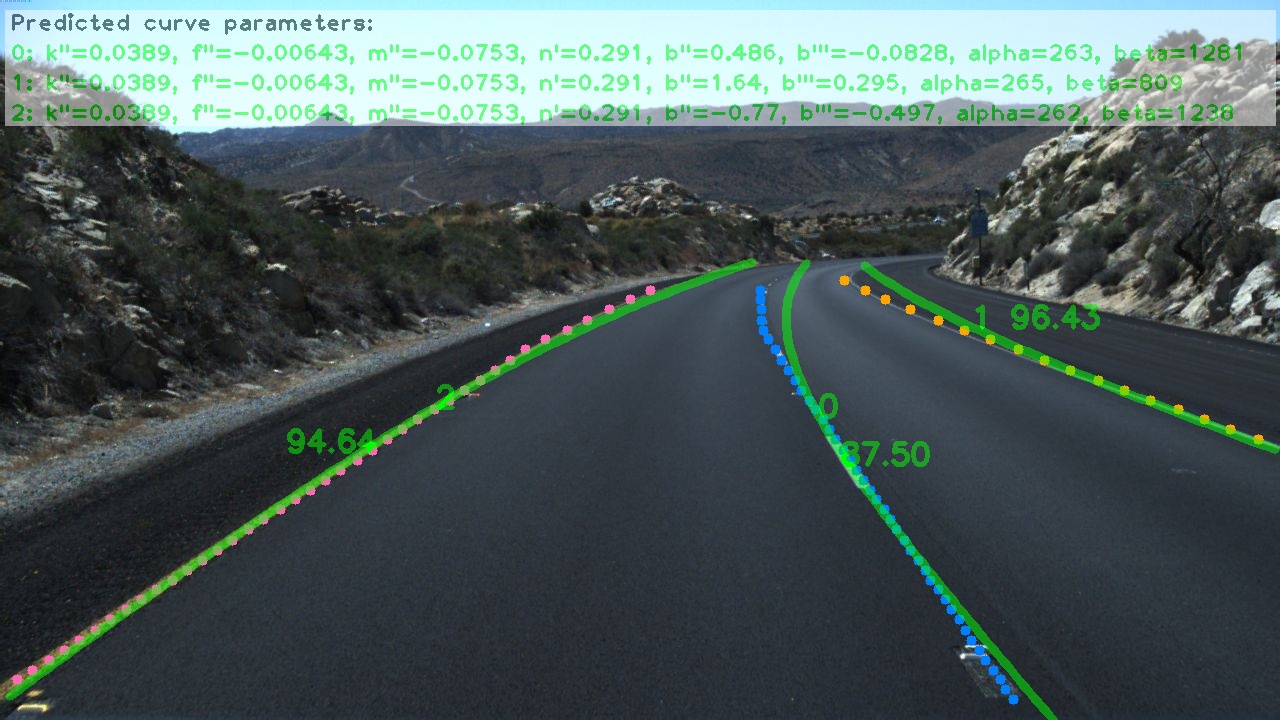 Predicted curve parameters:
0: k''=0.0389, f''=-0.00643, m''=-0.0753, n'=0.291, b''=0.486, b'''=-0.0828, alpha=263, beta=1281
1: k''=0.0389, f''=-0.00643, m''=-0.0753, n'=0.291, b''=1.64, b'''=0.295, alpha=265, beta=809
2: k''=0.0389, f''=-0.00643, m''=-0.0753, n'=0.291, b''=-0.77, b'''=-0.497, alpha=262, beta=1238
1 96.43
2
0
94.64
87.50